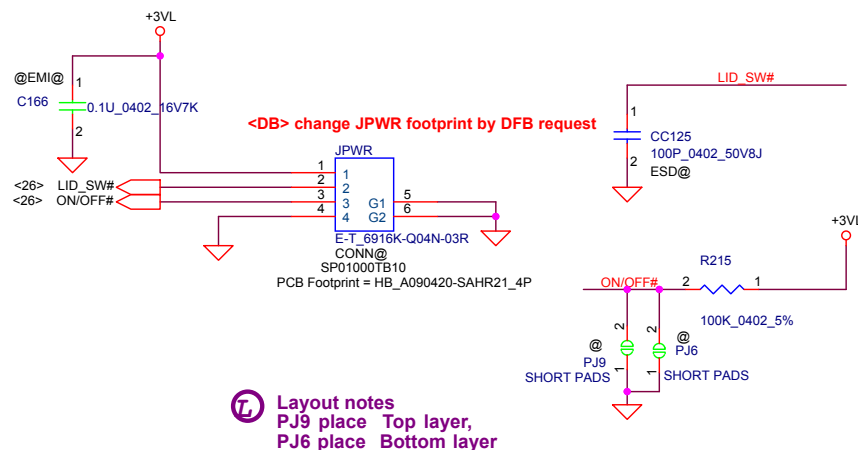 +3VL
@EMI@
1
C166
0.1U_0402_16V7K
2
<DB> change JPWR footprint by DFB request
JPWR
1
1
<26> LID_SW#
2
2
<26> ON/OFF#
3
3
G1
5
4
4
G2
6
E-T_6916K-Q04N-03R
CONN@
SP01000TB10
PCB Footprint = HB_A090420-SAHR21_4P
LID_SW#
1
CC125
100P_0402_50V8J
2
ESD@
+3VL
R215
ON/OFF#
2
1
100K_0402_5%
2
2
@
@
PJ9
PJ6
1
1
SHORT PADS
SHORT PADS
L
Layout notes
PJ9 place Top layer,
PJ6 place Bottom layer